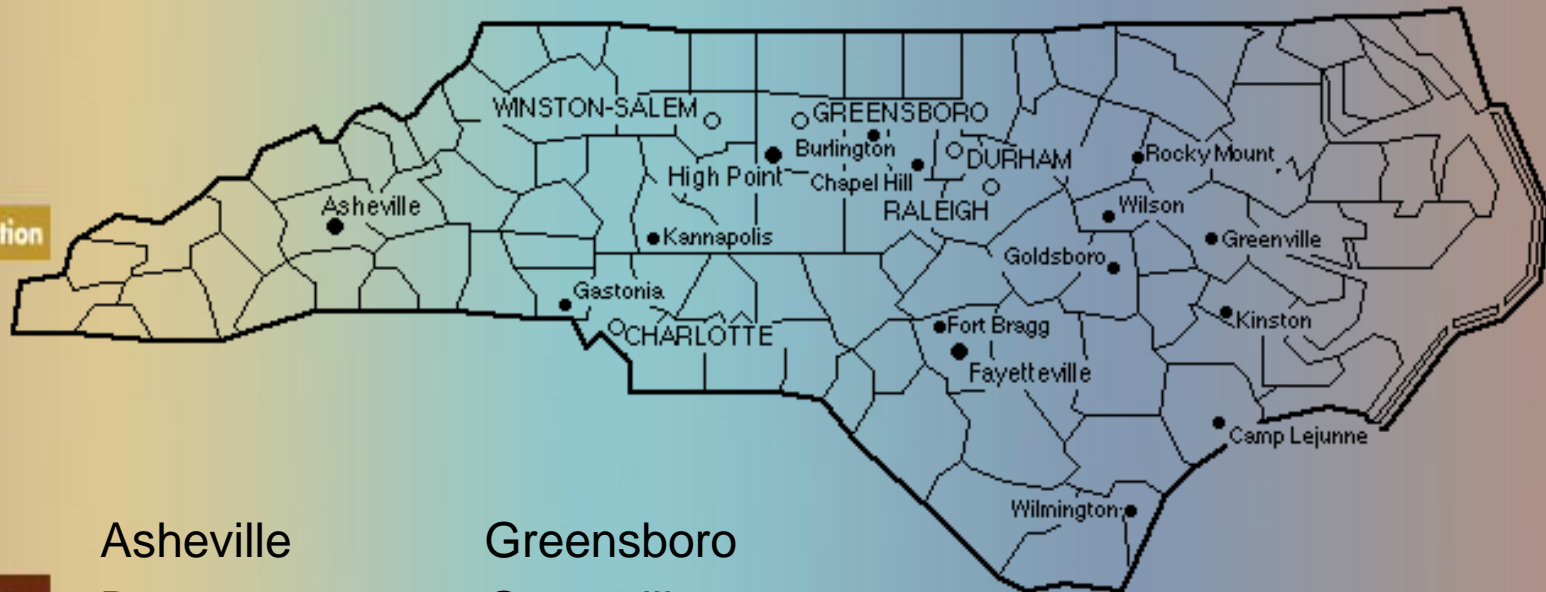 WINSTON-SALEM
GREENSBORO
Burlington
DURHAM
Rocky Mount
High Point
Chapel Hill
RALEIGH
Asheville
Wilson
tion
Kannapolis
Greenville
Goldsboro
Gastonia
Kinston
CHARLOTTE
Fort Bragg
Fayetteville
Camp Lejunne
Wilmington
Asheville
Greensboro